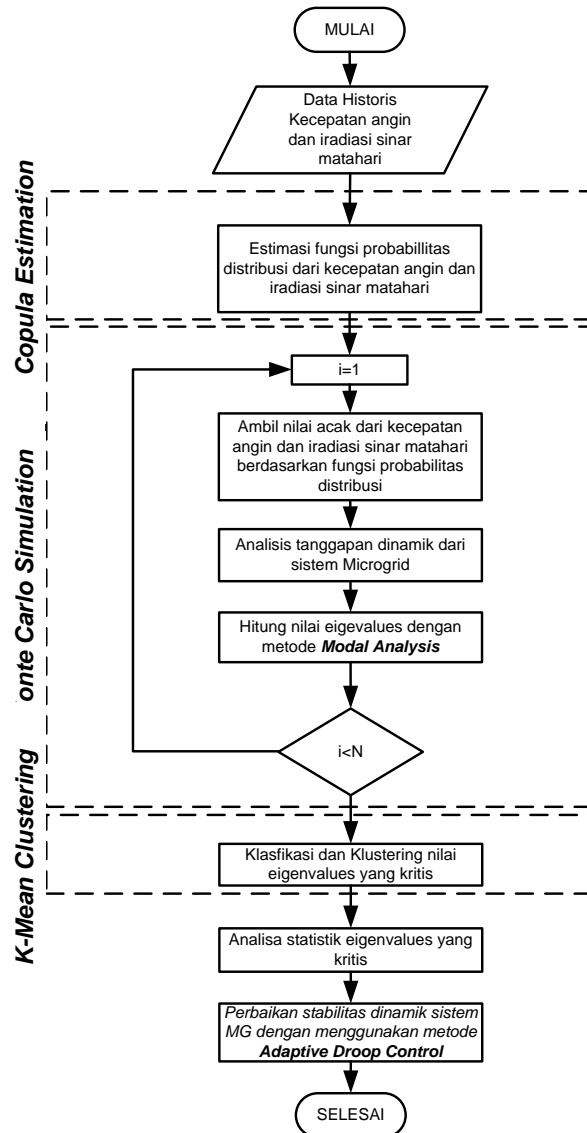 MULAI
Data Historis
Kecepatan angin
dan iradiasi sinar
matahari
Copula Estimation
Estimasi fungsi probabillitas
distribusi dari kecepatan angin dan
iradiasi sinar matahari
onte Carlo Simulation
i=1
Ambil nilai acak dari kecepatan
angin dan iradiasi sinar matahari
berdasarkan fungsi probabilitas
distribusi
Analisis tanggapan dinamik dari
sistem Microgrid
Hitung nilai eigevalues dengan
metode Modal Analysis
i<N
K-Mean Clustering
Klasfikasi dan Klustering nilai
eigenvalues yang kritis
Analisa statistik eigenvalues yang
kritis
Perbaikan stabilitas dinamik sistem
MG dengan menggunakan metode
Adaptive Droop Control
SELESAI